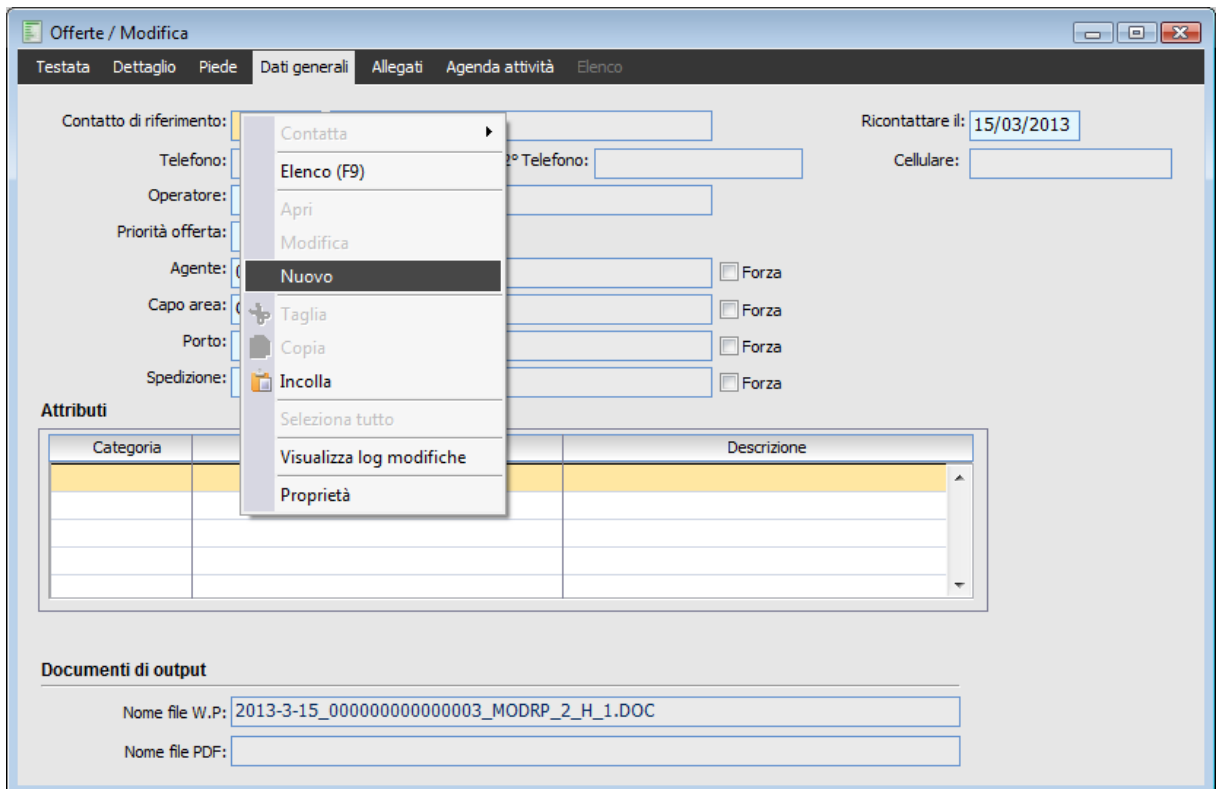 Offerte / Modifica
Testata Dettaglio Piede Dati generali Allegati Agenda attività Elenco
Contatto di riferimento: Ricontattare il: 15/03/2013
Telefono: 2° Telefono: Cellulare:
Operatore:
Priorità offerta:
Agente: Forza
Capo area: Forza
Porto: Forza
Spedizione: Forza
Contatta
Elenco (F9)
Apri
Modifica
Nuovo
Taglia
Copia
Incolla
Seleziona tutto
Visualizza log modifiche
Proprietà
Attributi
Categoria Descrizione
Documenti di output
Nome file W.P: 2013-3-15_000000000000003_MODRP_2_H_1.DOC
Nome file PDF: